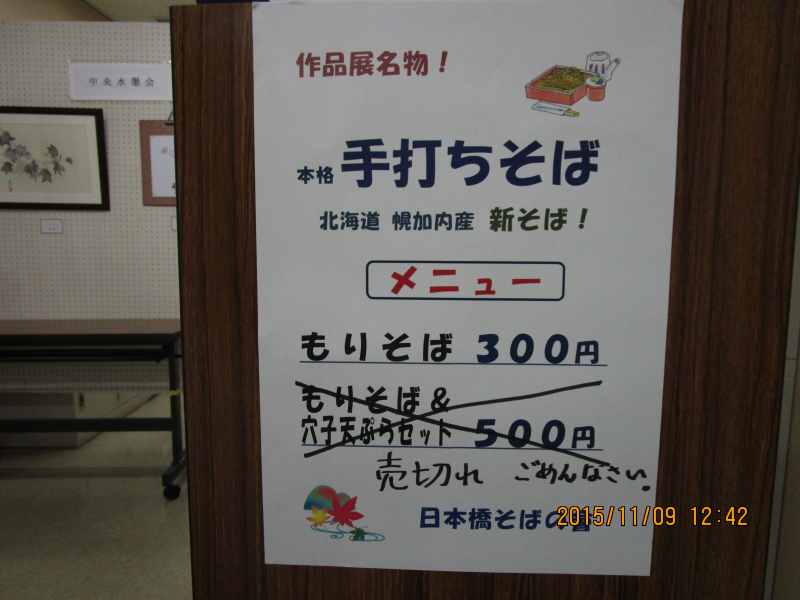 中央水墨会
作品展名物！
本格 手打ちそば
北海道 幌加内産 新そば！
メニュー
もりそば 300円
もりそば＆
穴子天ぷらセット 500円
売切れ ごめんなさい.
日本橋そばの会
2015/11/09 12:42